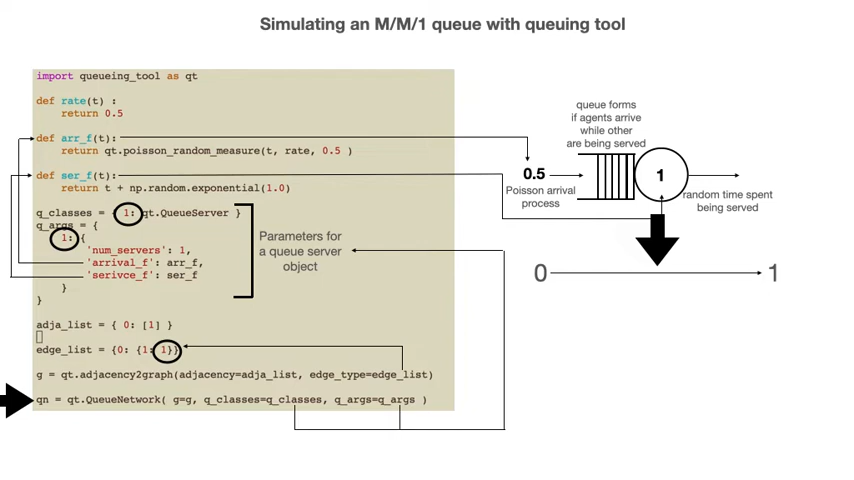 Simulating an M/M/1 queue with queuing tool
import queueing_tool as qt
def rate(t) :
return 0.5
def arr_f(t):
return qt.poisson_random_measure(t, rate, 0.5 )
def ser_f(t):
return t + np.random.exponential(1.0)
q_classes = { 1: qt.QueueServer }
q_args = {
1: {
'num_servers': 1,
'arrival_f': arr_f,
'serivce_f': ser_f
}
}
adja_list = { 0: [1] }
edge_list = {0: {1: 1}}
g = qt.adjacency2graph(adjacency=adja_list, edge_type=edge_list)
qn = qt.QueueNetwork( g=g, q_classes=q_classes, q_args=q_args )
Parameters for
a queue server
object
queue forms
if agents arrive
while other
are being served
0.5
Poisson arrival
process
1
random time spent
being served
0
1